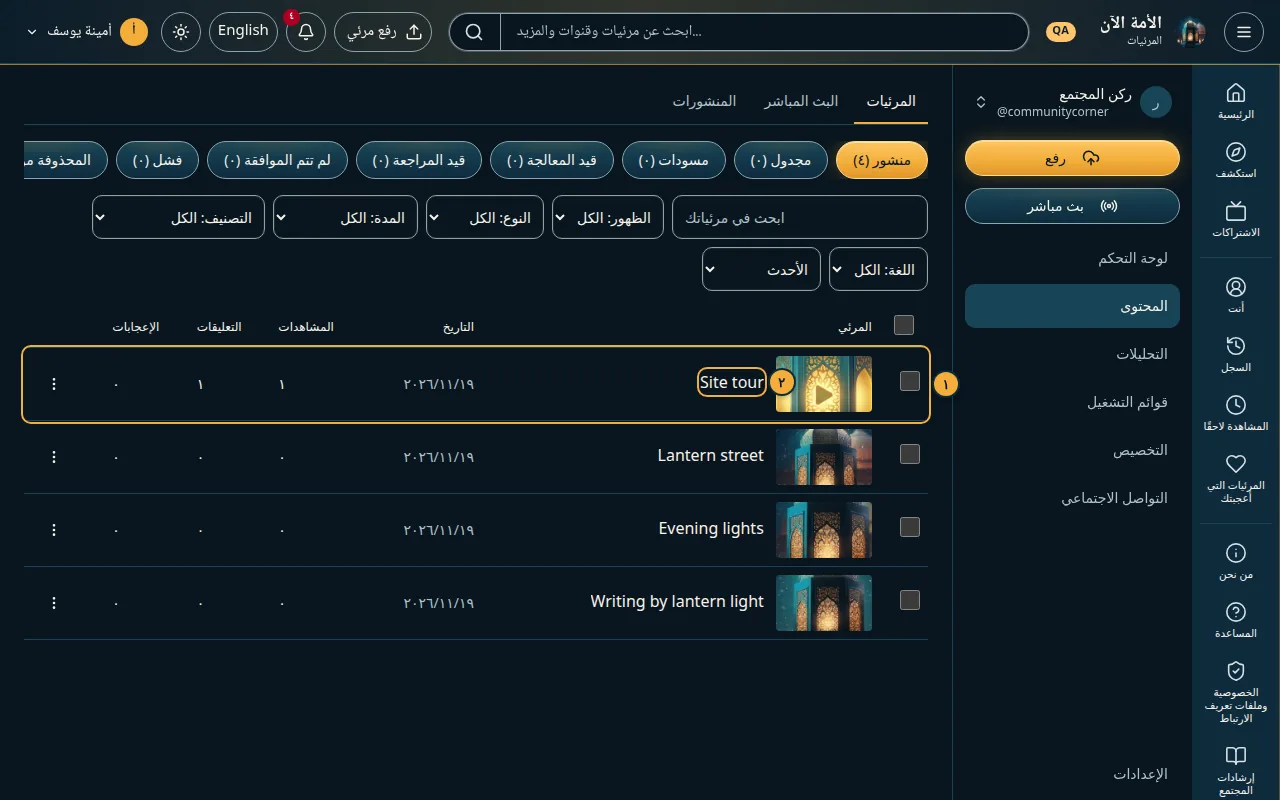 الأمة الآن
المرئيات
QA
ابحث عن مرئيات وقنوات والمزيد...
رفع مرئي
٤
English
أ
أمينة يوسف
الرئيسية
استكشف
الاشتراكات
أنت
السجل
المشاهدة لاحقًا
المرئيات التي
أعجبتك
من نحن
المساعدة
الخصوصية
وملفات تعريف
الارتباط
إرشادات
المجتمع
ر
ركن المجتمع
@communitycorner
رفع
بث مباشر
لوحة التحكم
المحتوى
التحليلات
قوائم التشغيل
التخصيص
التواصل الاجتماعي
الإعدادات
المرئيات
البث المباشر
المنشورات
منشور (٤)
مجدول (٠)
مسودات (٠)
قيد المعالجة (٠)
قيد المراجعة (٠)
لم تتم الموافقة (٠)
فشل (٠)
المحذوفة
ابحث في مرئياتك
الظهور: الكل
النوع: الكل
المدة: الكل
التصنيف: الكل
اللغة: الكل
الأحدث
المرئي
التاريخ
المشاهدات
التعليقات
الإعجابات
١
٢
Site tour
٢٠٢٦/١١/١٩
١
١
٠
Lantern street
٢٠٢٦/١١/١٩
٠
٠
٠
Evening lights
٢٠٢٦/١١/١٩
٠
٠
٠
Writing by lantern light
٢٠٢٦/١١/١٩
٠
٠
٠